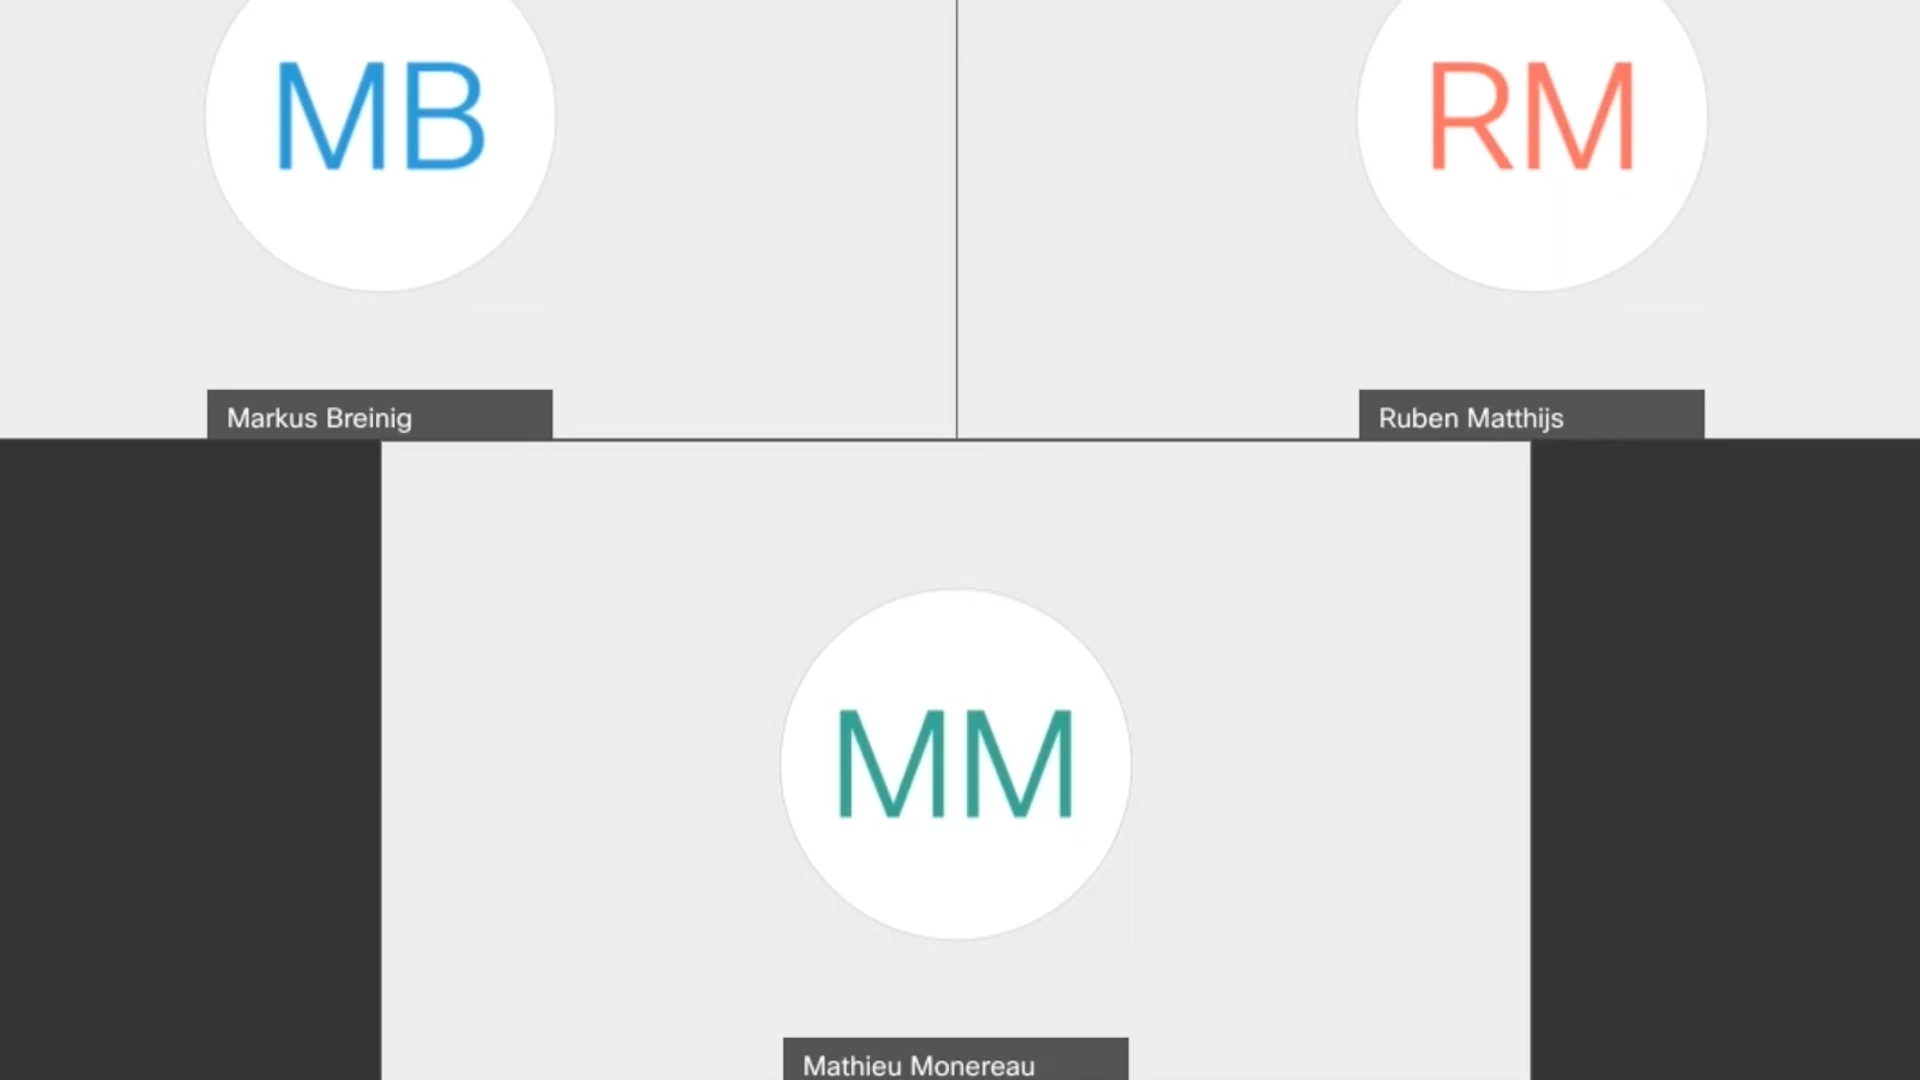 MB
RM
Markus Breinig
Ruben Matthijs
MM
Mathieu Monereau